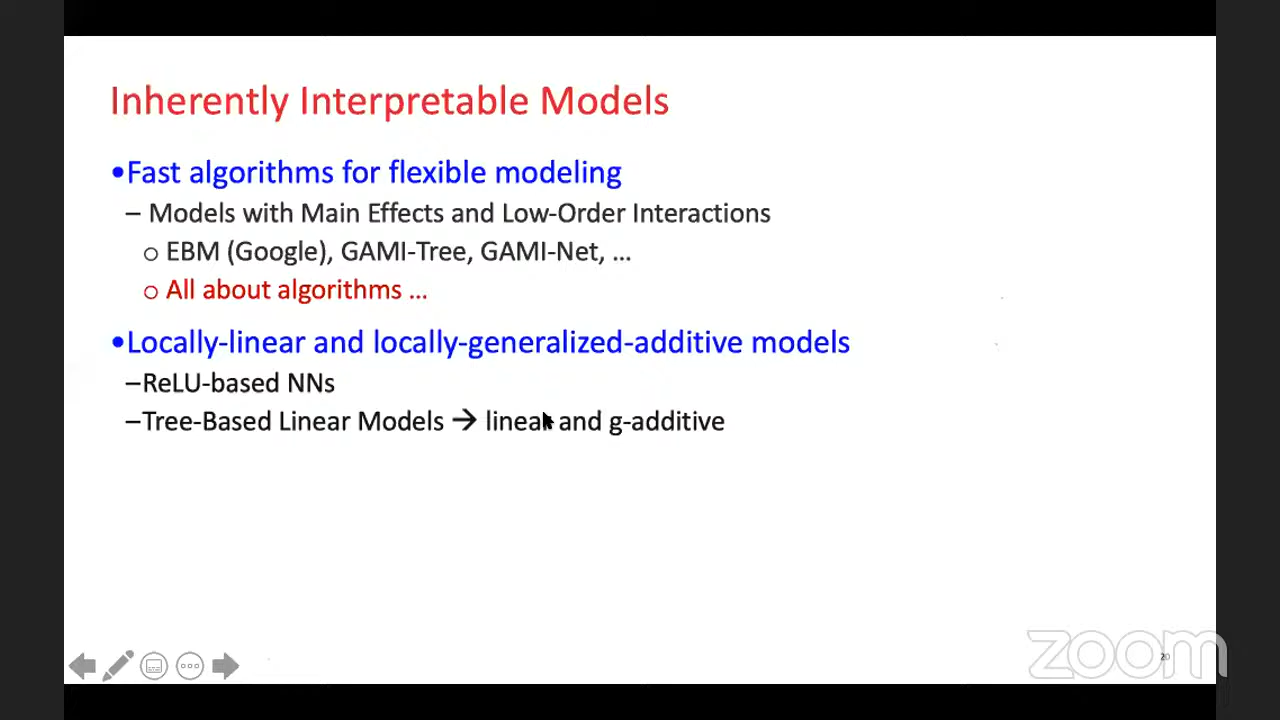 Inherently Interpretable Models
•Fast algorithms for flexible modeling
– Models with Main Effects and Low-Order Interactions
o EBM (Google), GAMI-Tree, GAMI-Net, ...
o All about algorithms ...
•Locally-linear and locally-generalized-additive models
–ReLU-based NNs
–Tree-Based Linear Models → linear and g-additive
zoom
20